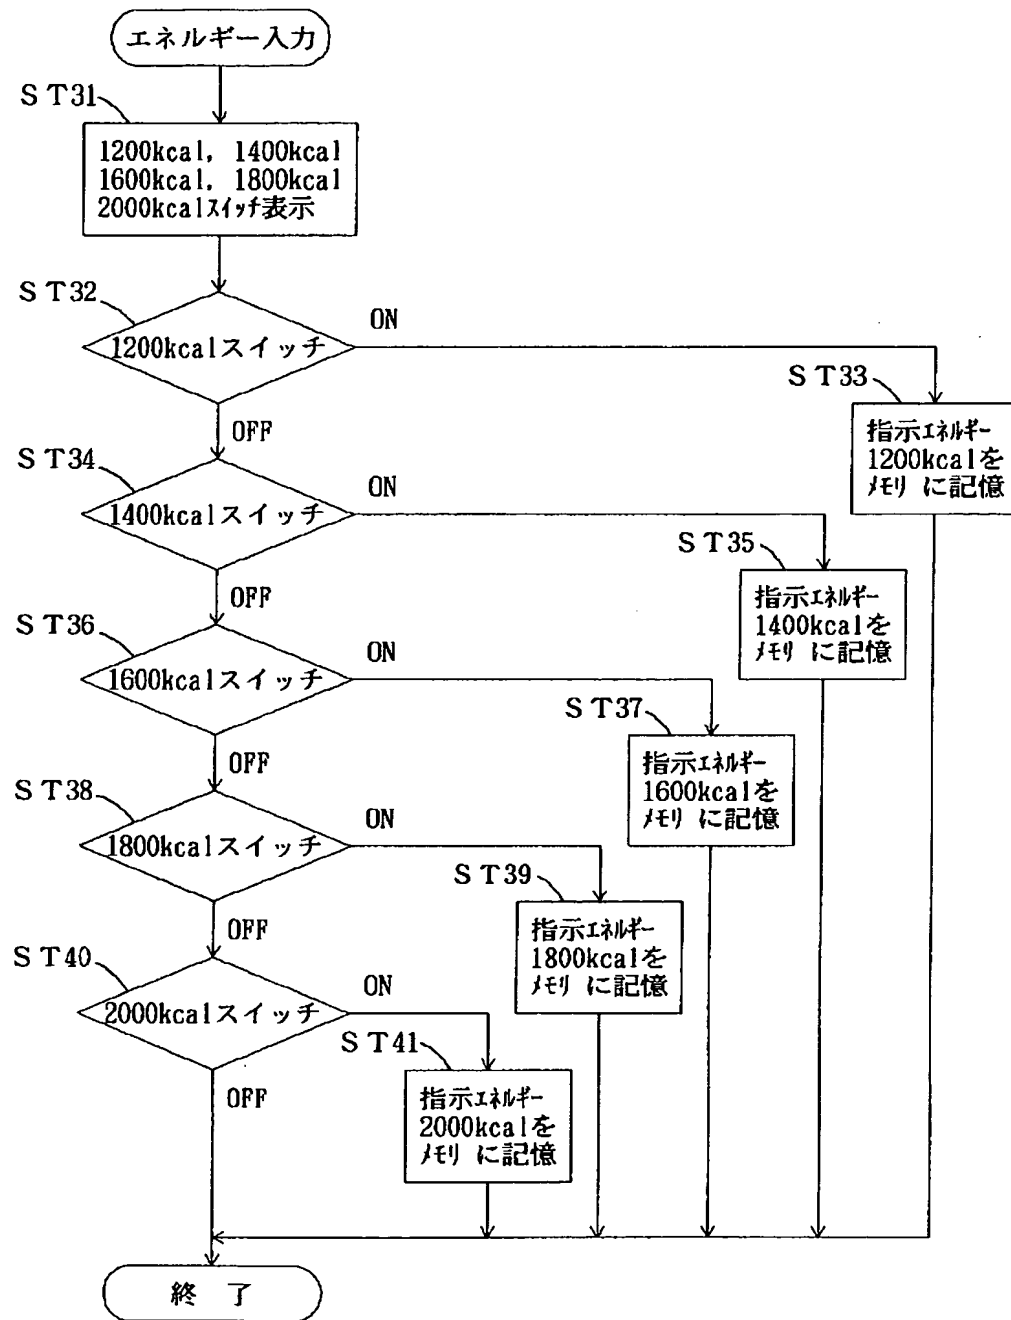 エネルギー入力
ST31
1200kcal, 1400kcal
1600kcal, 1800kcal
2000kcalｽｲｯﾁ表示
ST32
1200kcalスイッチ
ON
OFF
ST33
指示ｴﾈﾙｷﾞｰ
1200kcalを
ﾒﾓﾘ に記憶
ST34
1400kcalスイッチ
ON
OFF
ST35
指示ｴﾈﾙｷﾞｰ
1400kcalを
ﾒﾓﾘ に記憶
ST36
1600kcalスイッチ
ON
OFF
ST37
指示ｴﾈﾙｷﾞｰ
1600kcalを
ﾒﾓﾘ に記憶
ST38
1800kcalスイッチ
ON
OFF
ST39
指示ｴﾈﾙｷﾞｰ
1800kcalを
ﾒﾓﾘ に記憶
ST40
2000kcalスイッチ
ON
OFF
ST41
指示ｴﾈﾙｷﾞｰ
2000kcalを
ﾒﾓﾘ に記憶
終 了